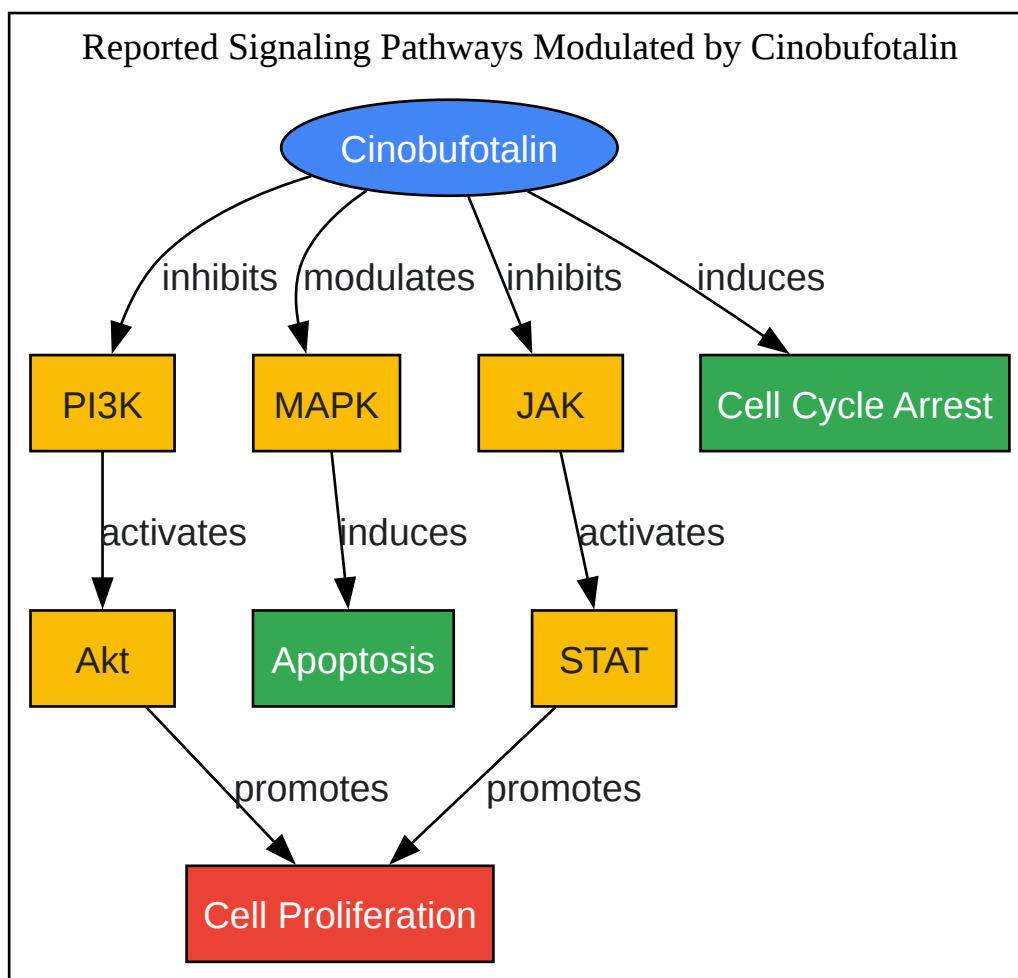 Reported Signaling Pathways Modulated by Cinobufotalin
Cinobufotalin
inhibits
modulates
inhibits
induces
PI3K
MAPK
JAK
Cell Cycle Arrest
activates
induces
activates
Akt
Apoptosis
STAT
promotes
promotes
Cell Proliferation